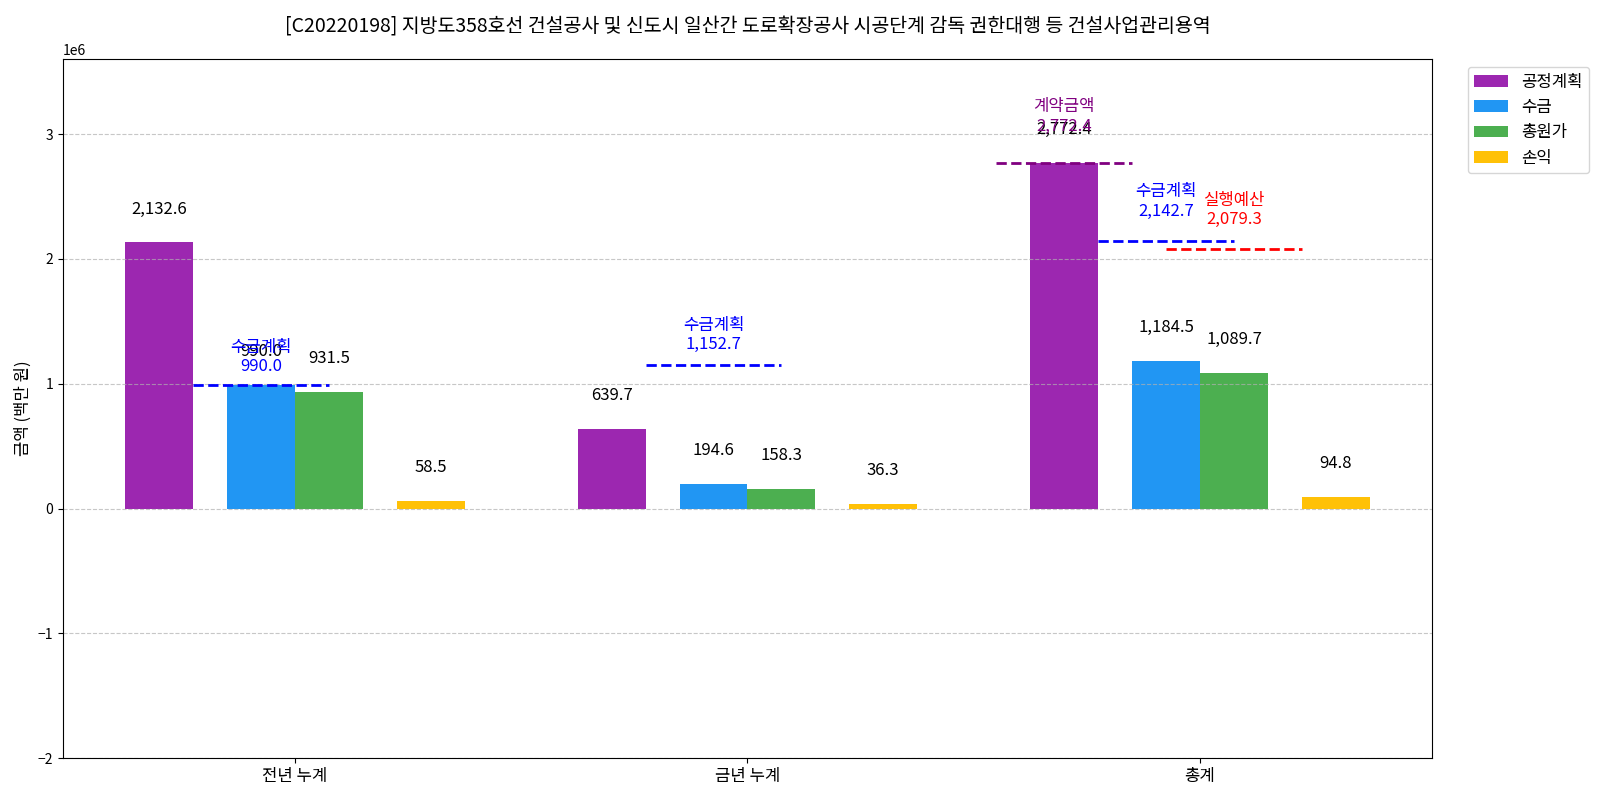 [C20220198] 지방도358호선 건설공사 및 신도시 일산간 도로확장공사 시공단계 감독 권한대행 등 건설사업관리용역
1e6
금액 (백만 원)
3
2
1
0
−1
−2
2,132.6
수금계획
990.0
990.0
931.5
58.5
639.7
수금계획
1,152.7
194.6
158.3
36.3
계약금액
2,772.4
2,772.4
수금계획
2,142.7
실행예산
2,079.3
1,184.5
1,089.7
94.8
전년 누계
금년 누계
총계
공정계획
수금
총원가
손익